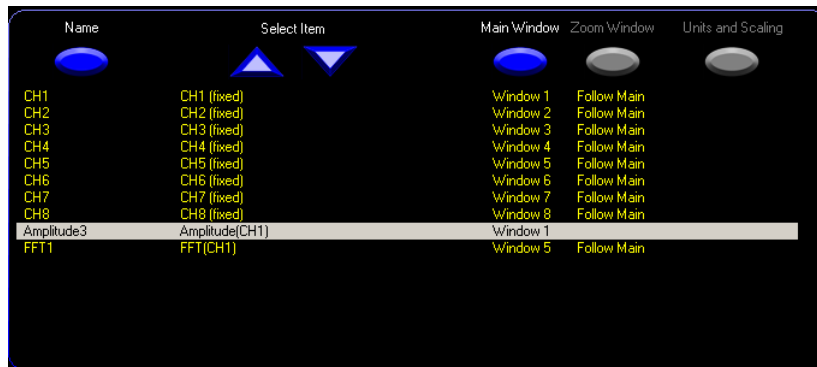 Name Select Item Main Window Zoom Window Units and Scaling
CH1 CH1 (fixed) Window 1 Follow Main
CH2 CH2 (fixed) Window 2 Follow Main
CH3 CH3 (fixed) Window 3 Follow Main
CH4 CH4 (fixed) Window 4 Follow Main
CH5 CH5 (fixed) Window 5 Follow Main
CH6 CH6 (fixed) Window 6 Follow Main
CH7 CH7 (fixed) Window 7 Follow Main
CH8 CH8 (fixed) Window 8 Follow Main
Amplitude3 Amplitude(CH1) Window 1
FFT1 FFT(CH1) Window 5 Follow Main